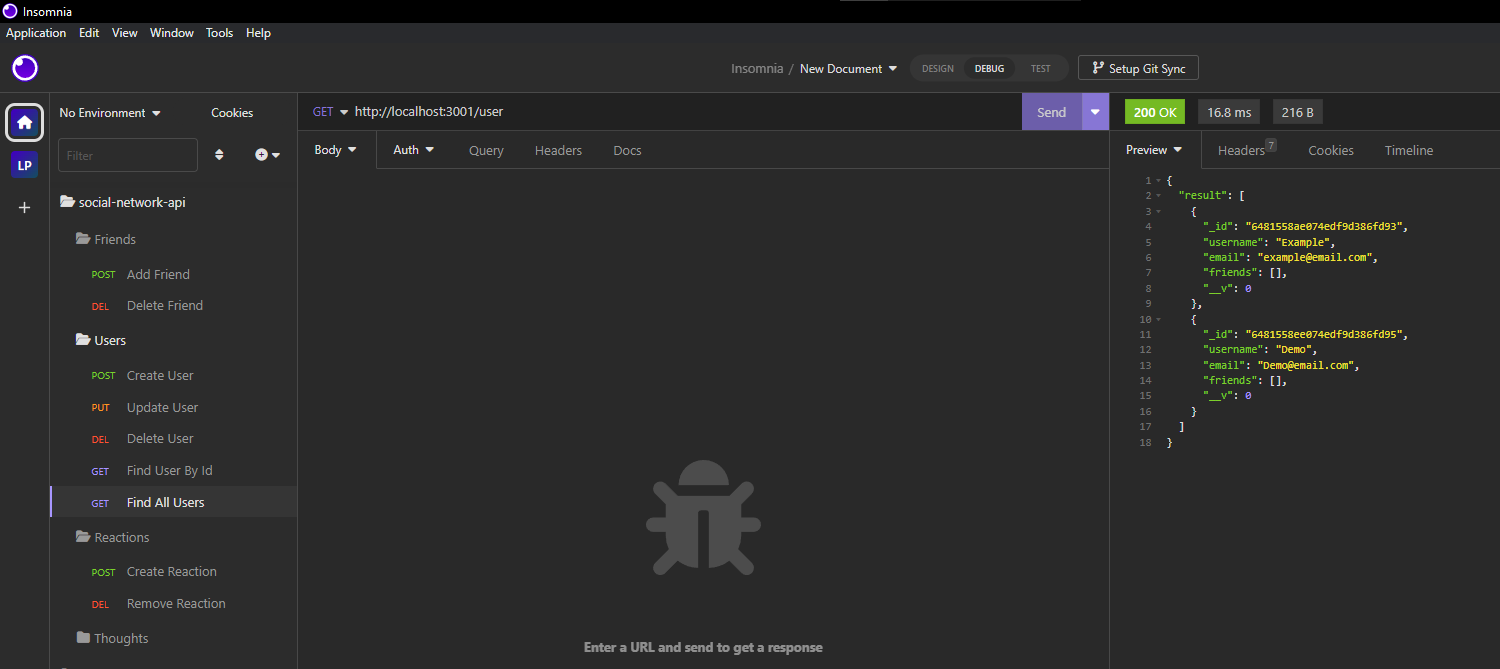 Insomnia
Application Edit View Window Tools Help
Insomnia / New Document DESIGN DEBUG TEST Setup Git Sync
No Environment Cookies
Filter
LP
social-network-api
Friends
POST Add Friend
DEL Delete Friend
Users
POST Create User
PUT Update User
DEL Delete User
GET Find User By Id
GET Find All Users
Reactions
POST Create Reaction
DEL Remove Reaction
Thoughts
GET http://localhost:3001/user Send
Body Auth Query Headers Docs
Enter a URL and send to get a response
200 OK 16.8 ms 216 B
Preview Headers 7 Cookies Timeline
1 {
2 "result": [
3 {
4 "_id": "6481558ae074edf9d386fd93",
5 "username": "Example",
6 "email": "example@email.com",
7 "friends": [],
8 "__v": 0
9 },
10 {
11 "_id": "6481558ee074edf9d386fd95",
12 "username": "Demo",
13 "email": "Demo@email.com",
14 "friends": [],
15 "__v": 0
16 }
17 ]
18 }